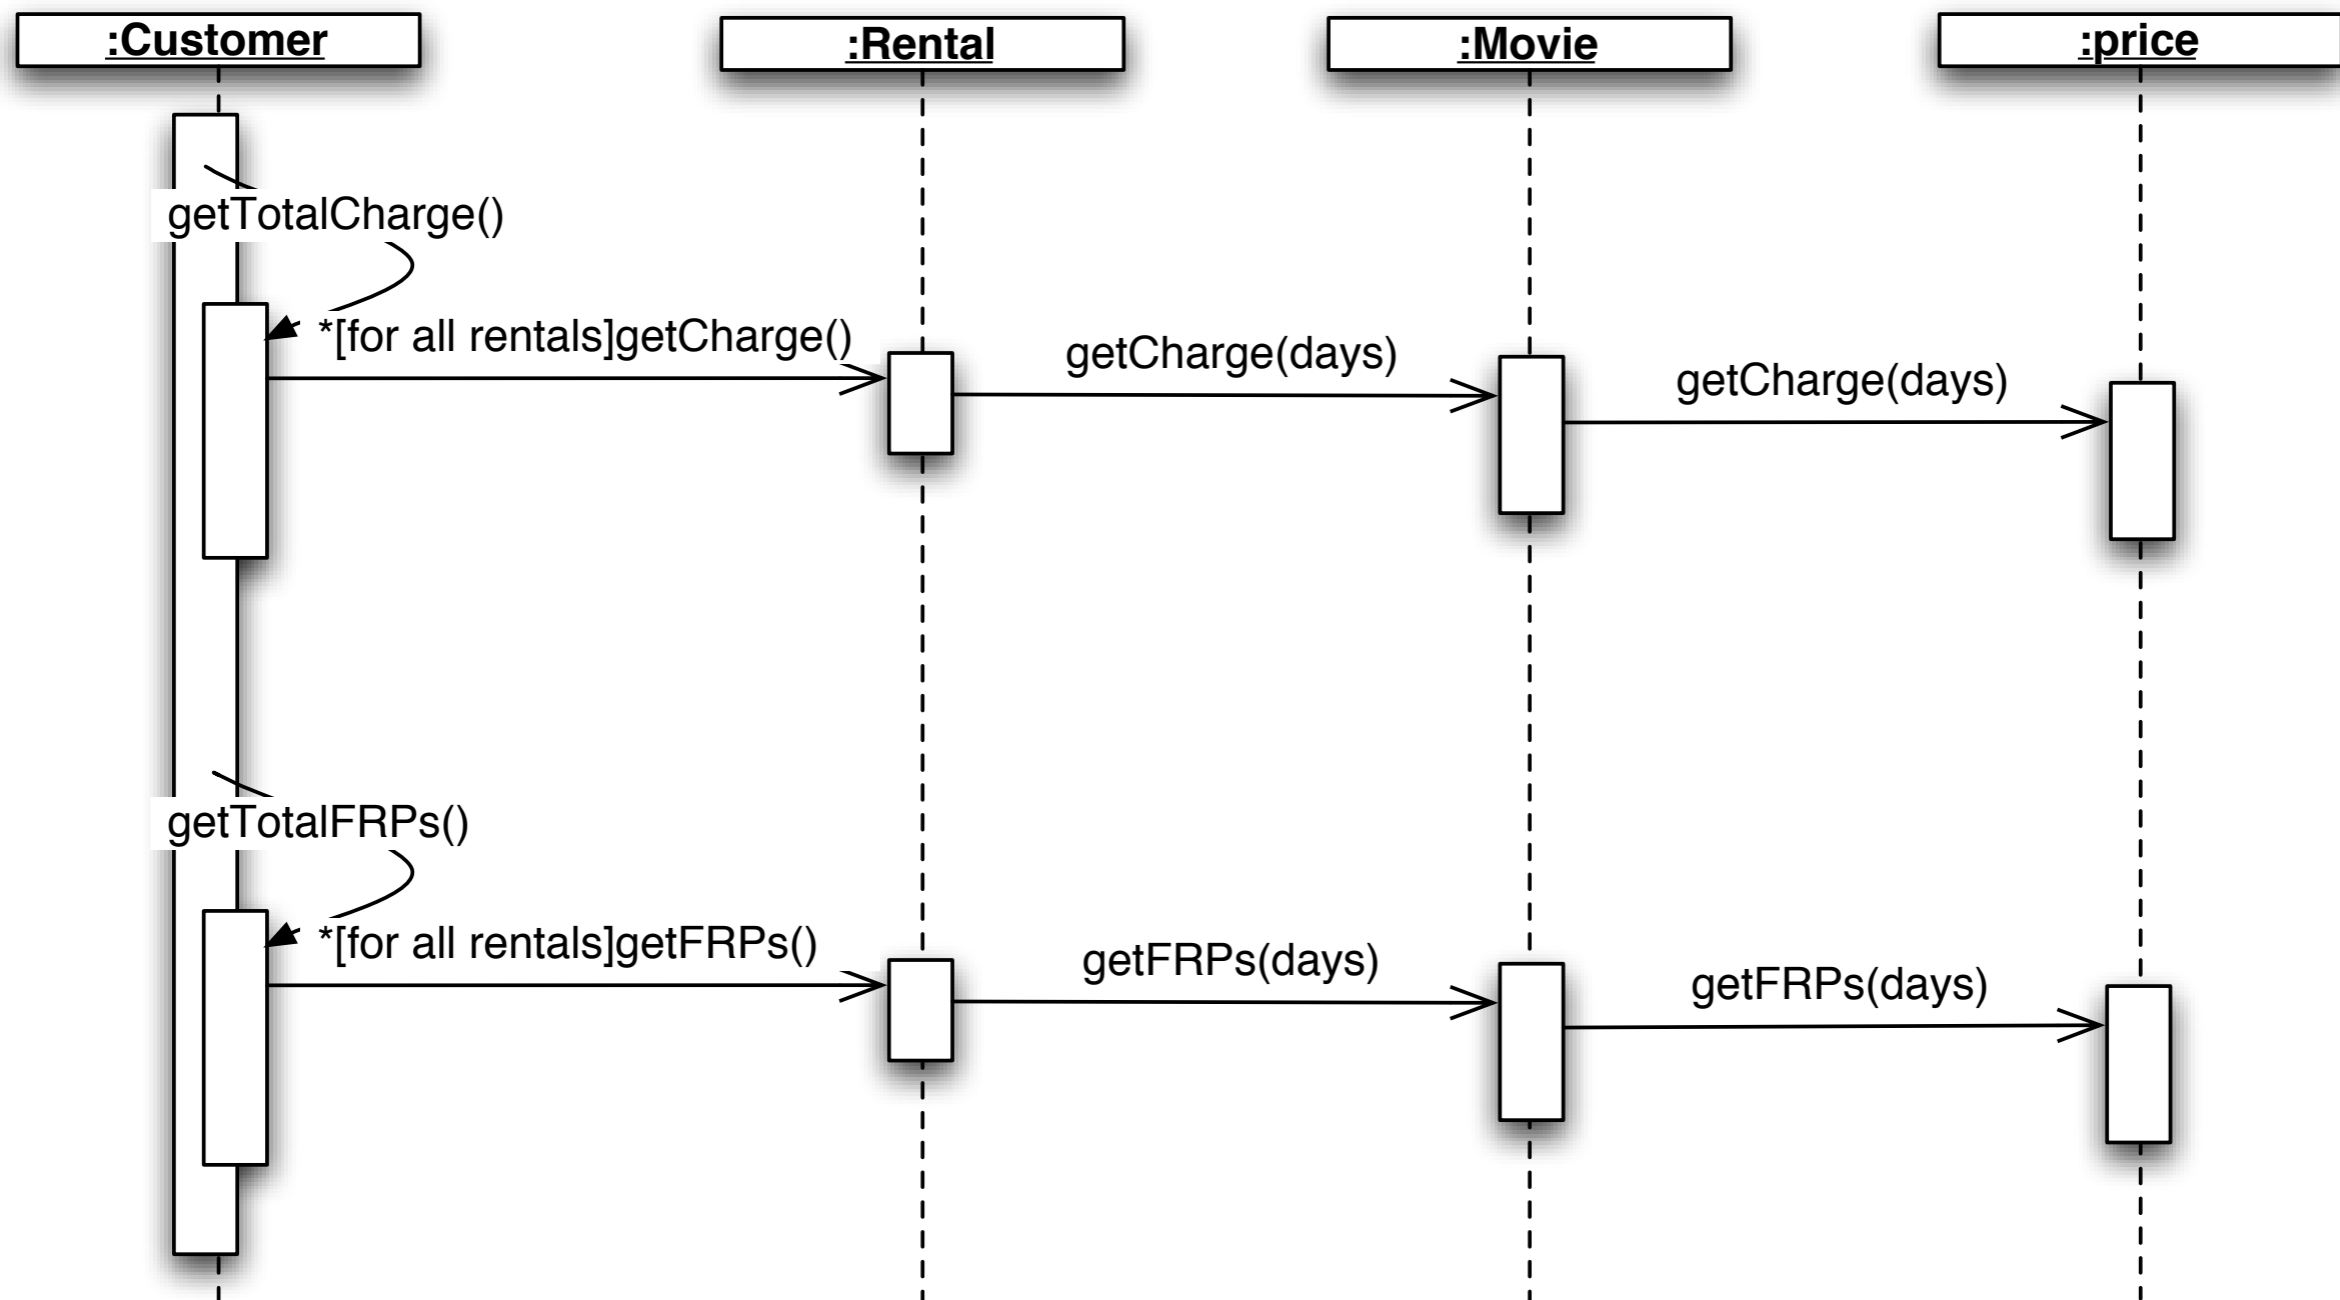 :Customer
:Rental
:Movie
:price
getTotalCharge()
*[for all rentals]getCharge()
getCharge(days)
getCharge(days)
getTotalFRPs()
*[for all rentals]getFRPs()
getFRPs(days)
getFRPs(days)